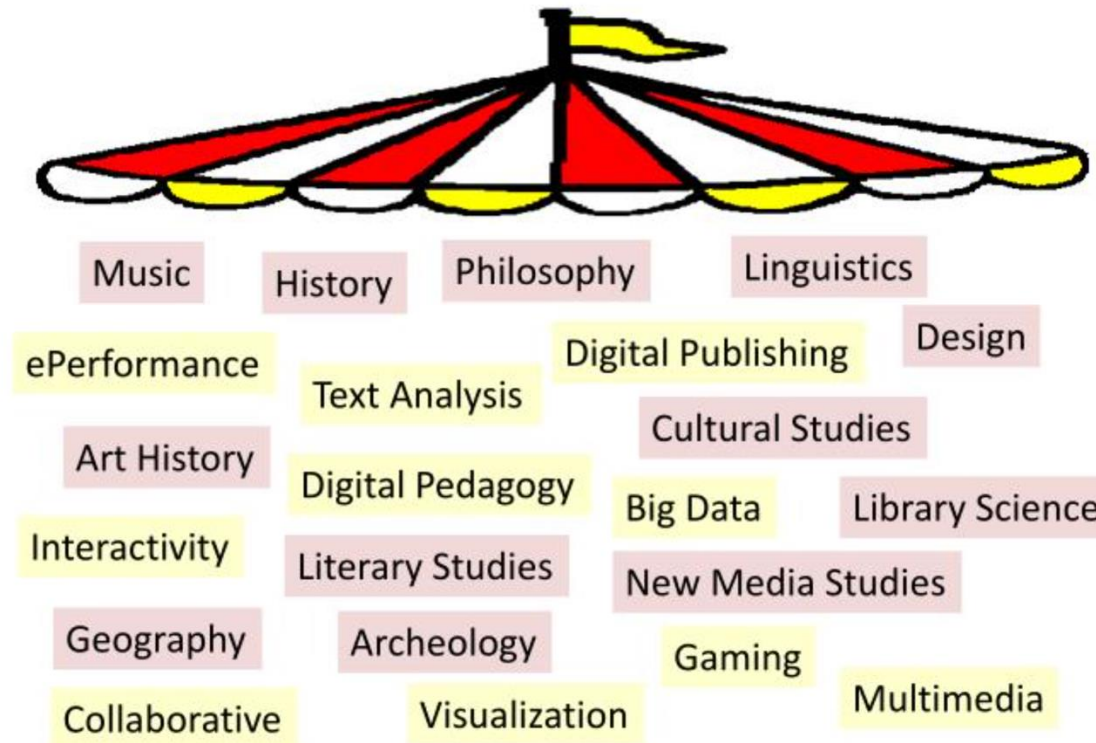 Music
History
Philosophy
Linguistics
Design
ePerformance
Digital Publishing
Text Analysis
Cultural Studies
Art History
Digital Pedagogy
Big Data
Library Science
Interactivity
Literary Studies
New Media Studies
Geography
Archeology
Gaming
Multimedia
Collaborative
Visualization